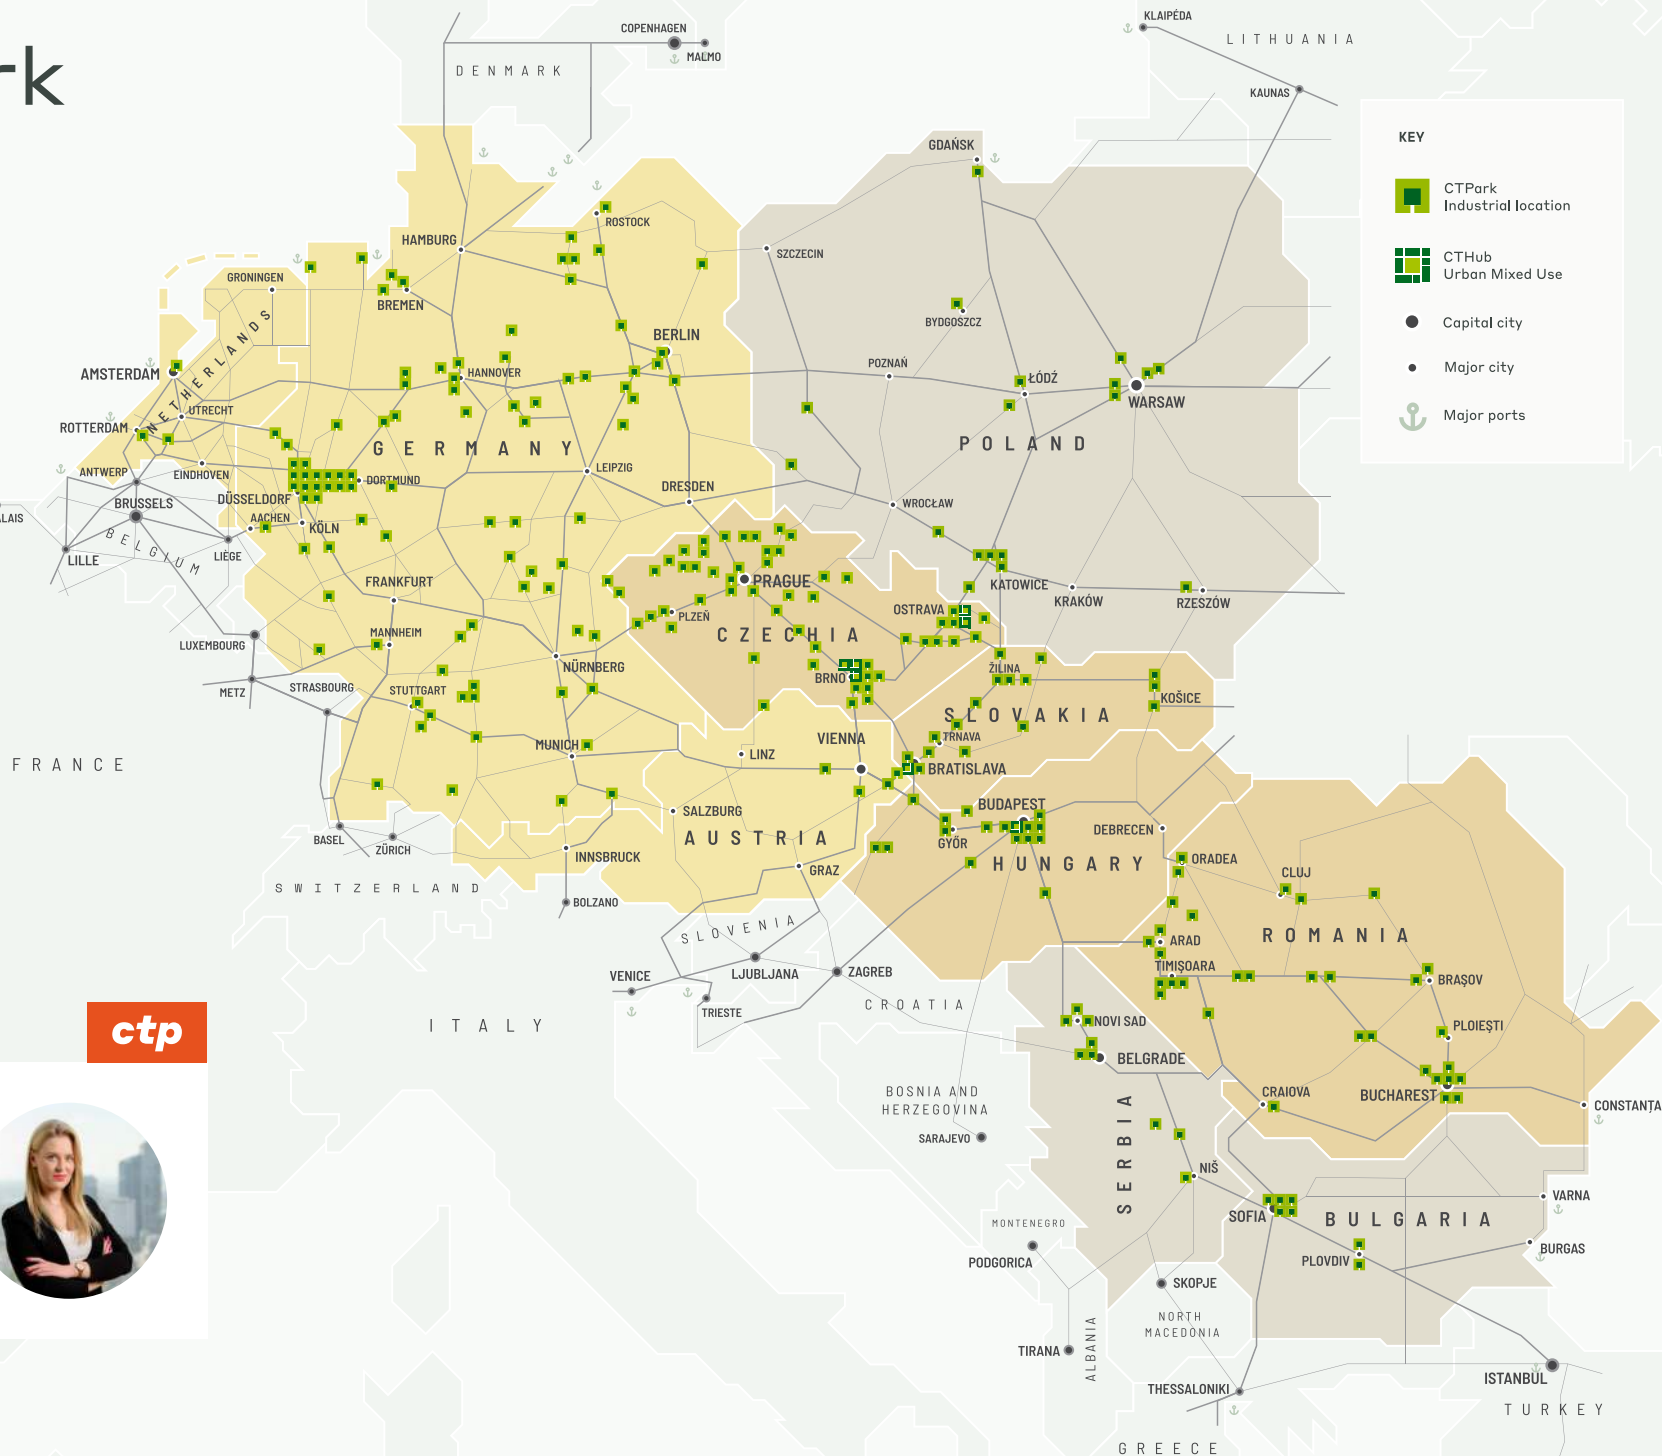 rk
COPENHAGEN
MALMO
DENMARK
KLAIPÉDA
LITHUANIA
KAUNAS
KEY
CTPark
Industrial location
CTHub
Urban Mixed Use
Capital city
Major city
Major ports
GDAŃSK
ROSTOCK
HAMBURG
SZCZECIN
GRONINGEN
BREMEN
BYDGOSZCZ
BERLIN
NETHERLANDS
AMSTERDAM
HANNOVER
POZNAŃ
ŁÓDŹ
WARSAW
UTRECHT
ROTTERDAM
GERMANY
POLAND
ANTWERP
EINDHOVEN
DORTMUND
LEIPZIG
DRESDEN
BRUSSELS
DÜSSELDORF
WROCŁAW
ALAIS
AACHEN
KÖLN
BELGIUM
LIÈGE
LILLE
FRANKFURT
PRAGUE
KATOWICE
KRAKÓW
RZESZÓW
PLZEŇ
OSTRAVA
CZECHIA
LUXEMBOURG
MANNHEIM
NÜRNBERG
ŽILINA
BRNO
METZ
STRASBOURG
STUTTGART
KOŠICE
SLOVAKIA
TRNAVA
VIENNA
MUNICH
LINZ
BRATISLAVA
FRANCE
BUDAPEST
SALZBURG
AUSTRIA
DEBRECEN
BASEL
ZÜRICH
GYÖR
HUNGARY
ORADEA
INNSBRUCK
GRAZ
CLUJ
SWITZERLAND
BOLZANO
SLOVENIA
ROMANIA
ARAD
TIMIȘOARA
VENICE
LJUBLJANA
ZAGREB
BRAȘOV
CROATIA
TRIESTE
ITALY
NOVI SAD
PLOIEȘTI
ctp
BELGRADE
BOSNIA AND
HERZEGOVINA
CRAIOVA
BUCHAREST
CONSTANȚA
SARAJEVO
SERBIA
NIŠ
VARNA
SOFIA
BULGARIA
MONTENEGRO
PODGORICA
PLOVDIV
BURGAS
SKOPJE
NORTH
MACEDONIA
TIRANA
ALBANIA
ISTANBUL
THESSALONIKI
TURKEY
GREECE